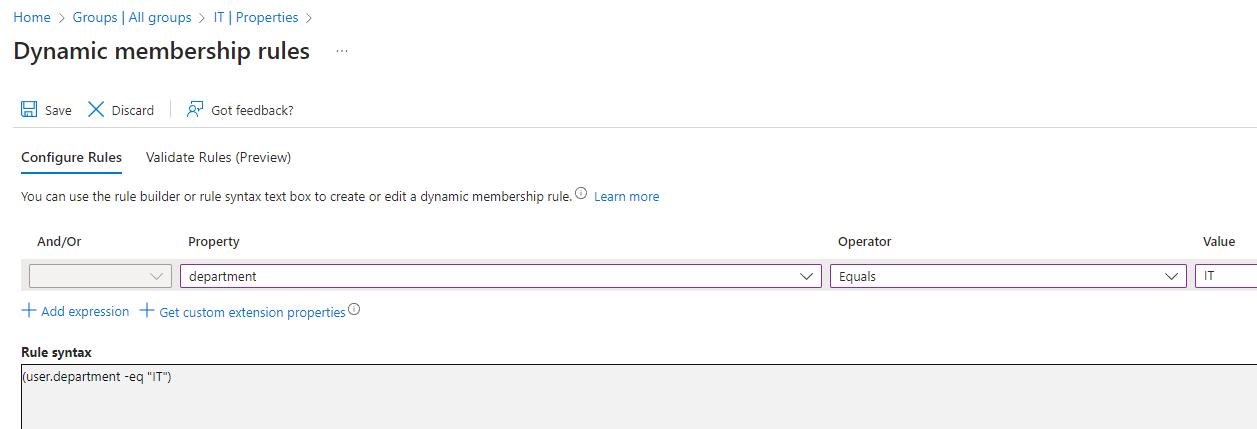 Home > Groups | All groups > IT | Properties >
Dynamic membership rules ...
Save Discard Got feedback?
Configure Rules Validate Rules (Preview)
You can use the rule builder or rule syntax text box to create or edit a dynamic membership rule. Learn more
And/Or Property Operator Value
department Equals IT
+ Add expression + Get custom extension properties
Rule syntax
(user.department -eq "IT")